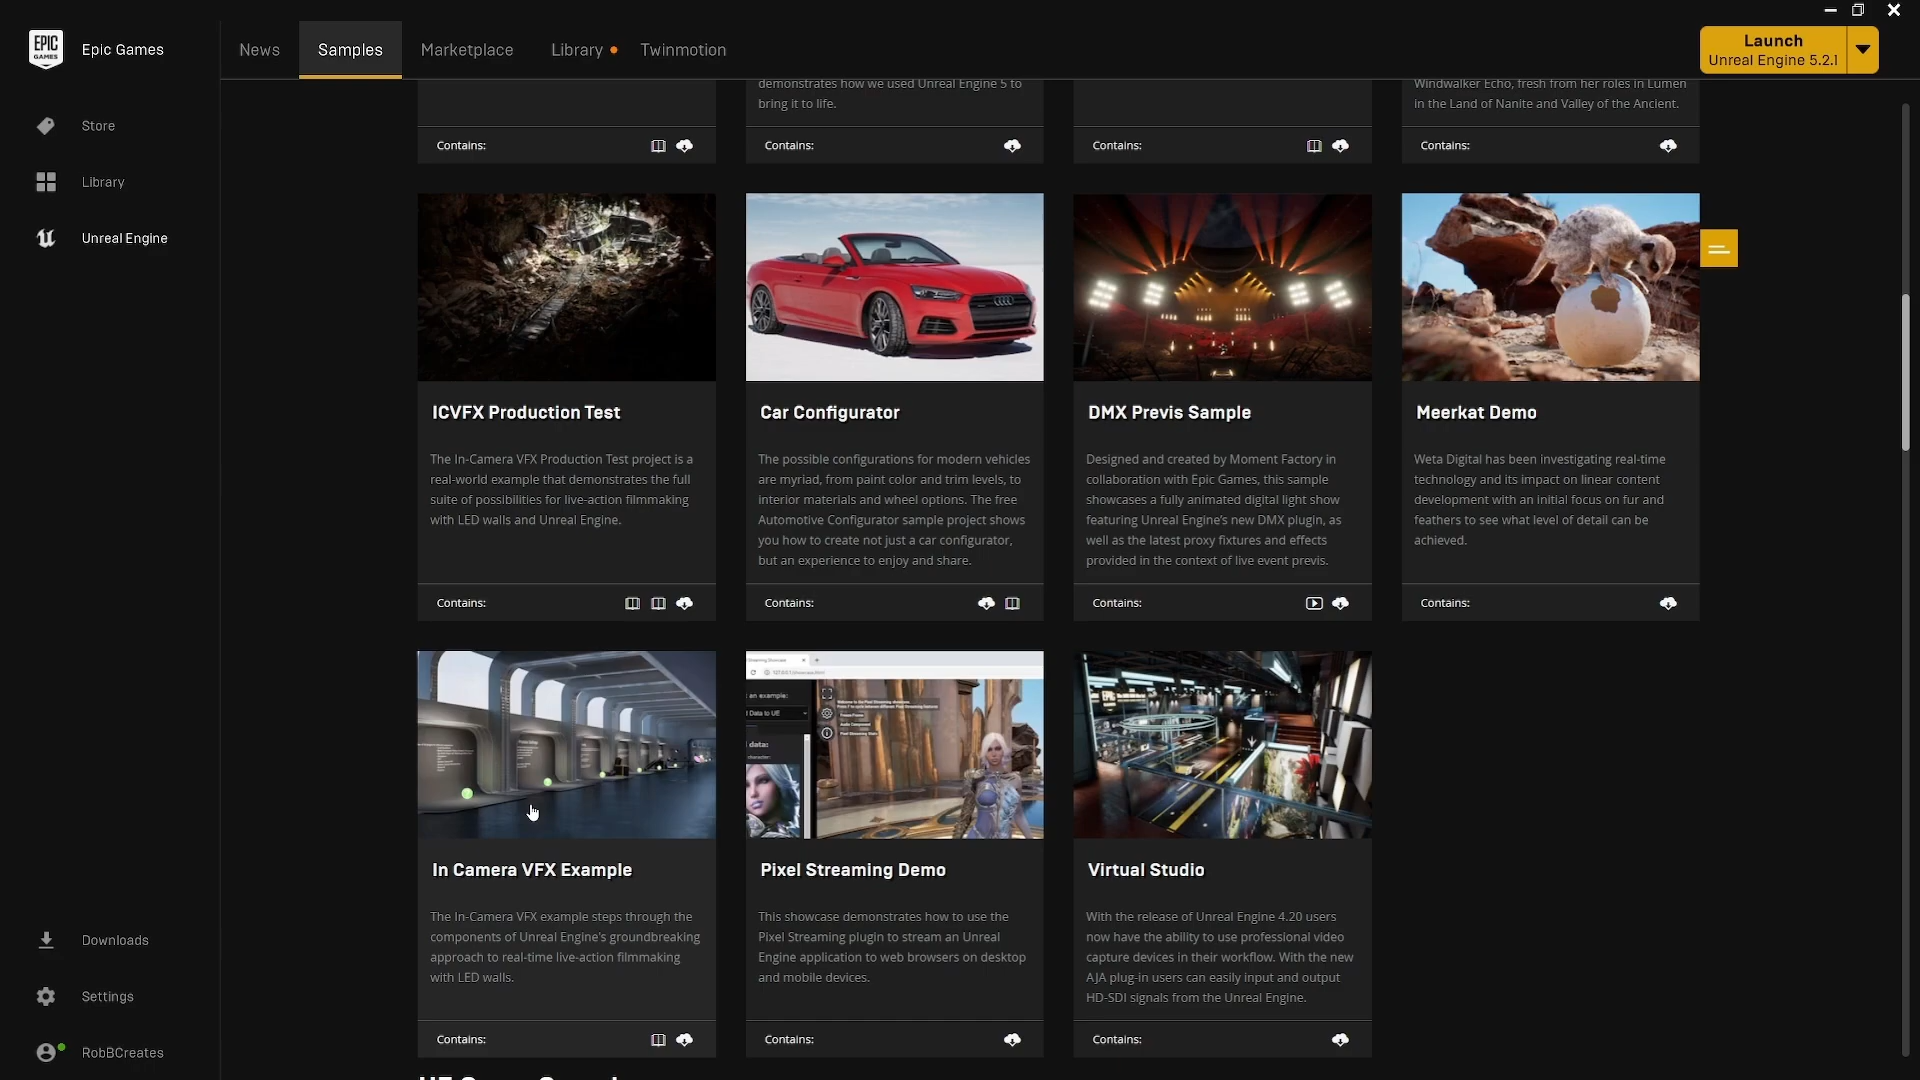 EPIC GAMES
Epic Games
News
Samples
Marketplace
Library
Twinmotion
Launch
Unreal Engine 5.2.1
Store
Library
Unreal Engine
Downloads
Settings
RobBCreates
demonstrates how we used Unreal Engine 5 to
bring it to life.
Windwalker Echo, fresh from her roles in Lumen
in the Land of Nanite and Valley of the Ancient.
Contains:
Contains:
Contains:
Contains:
ICVFX Production Test
The In-Camera VFX Production Test project is a
real-world example that demonstrates the full
suite of possibilities for live-action filmmaking
with LED walls and Unreal Engine.
Contains:
Car Configurator
The possible configurations for modern vehicles
are myriad, from paint color and trim levels, to
interior materials and wheel options. The free
Automotive Configurator sample project shows
you how to create not just a car configurator,
but an experience to enjoy and share.
Contains:
DMX Previs Sample
Designed and created by Moment Factory in
collaboration with Epic Games, this sample
showcases a fully animated digital light show
featuring Unreal Engine's new DMX plugin, as
well as the latest proxy fixtures and effects
provided in the context of live event previs.
Contains:
Meerkat Demo
Weta Digital has been investigating real-time
technology and its impact on linear content
development with an initial focus on fur and
feathers to see what level of detail can be
achieved.
Contains:
In Camera VFX Example
The In-Camera VFX example steps through the
components of Unreal Engine's groundbreaking
approach to real-time live-action filmmaking
with LED walls.
Contains:
an example:
Data to UE
data:
character:
Pixel Streaming Demo
This showcase demonstrates how to use the
Pixel Streaming plugin to stream an Unreal
Engine application to web browsers on desktop
and mobile devices.
Contains:
Virtual Studio
With the release of Unreal Engine 4.20 users
now have the ability to use professional video
capture devices in their workflow. With the new
AJA plug-in users can easily input and output
HD-SDI signals from the Unreal Engine.
Contains: